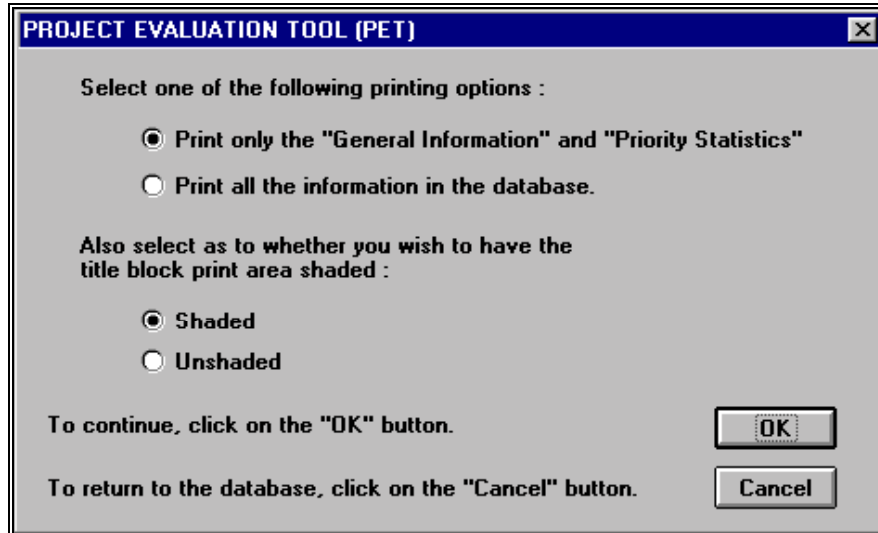 PROJECT EVALUATION TOOL (PET)
Select one of the following printing options :
Print only the "General Information" and "Priority Statistics"
Print all the information in the database.
Also select as to whether you wish to have the
title block print area shaded :
Shaded
Unshaded
To continue, click on the "OK" button.
OK
To return to the database, click on the "Cancel" button.
Cancel